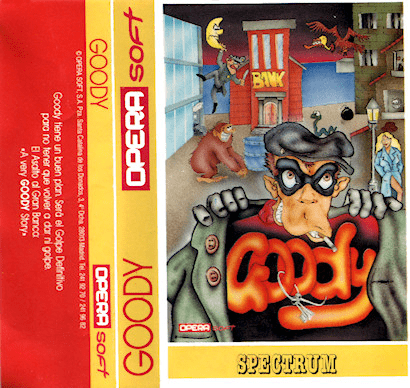 GOODY
OPERA soft
© OPERA SOFT, S.A. Pza. Santa Catalina de los Donados, 3, 4.º Dcha. 28013 Madrid. Tel. 241 92 70 / 241 96 82
Goody tiene un buen plan. Será el Golpe Definitivo
para no tener que volver a dar ni golpe.
El Asalto al Gran Banco:
«A very GOODY Story»
GOODY
OPERA soft
BANK
Goody
OPERA soft
SPECTRUM